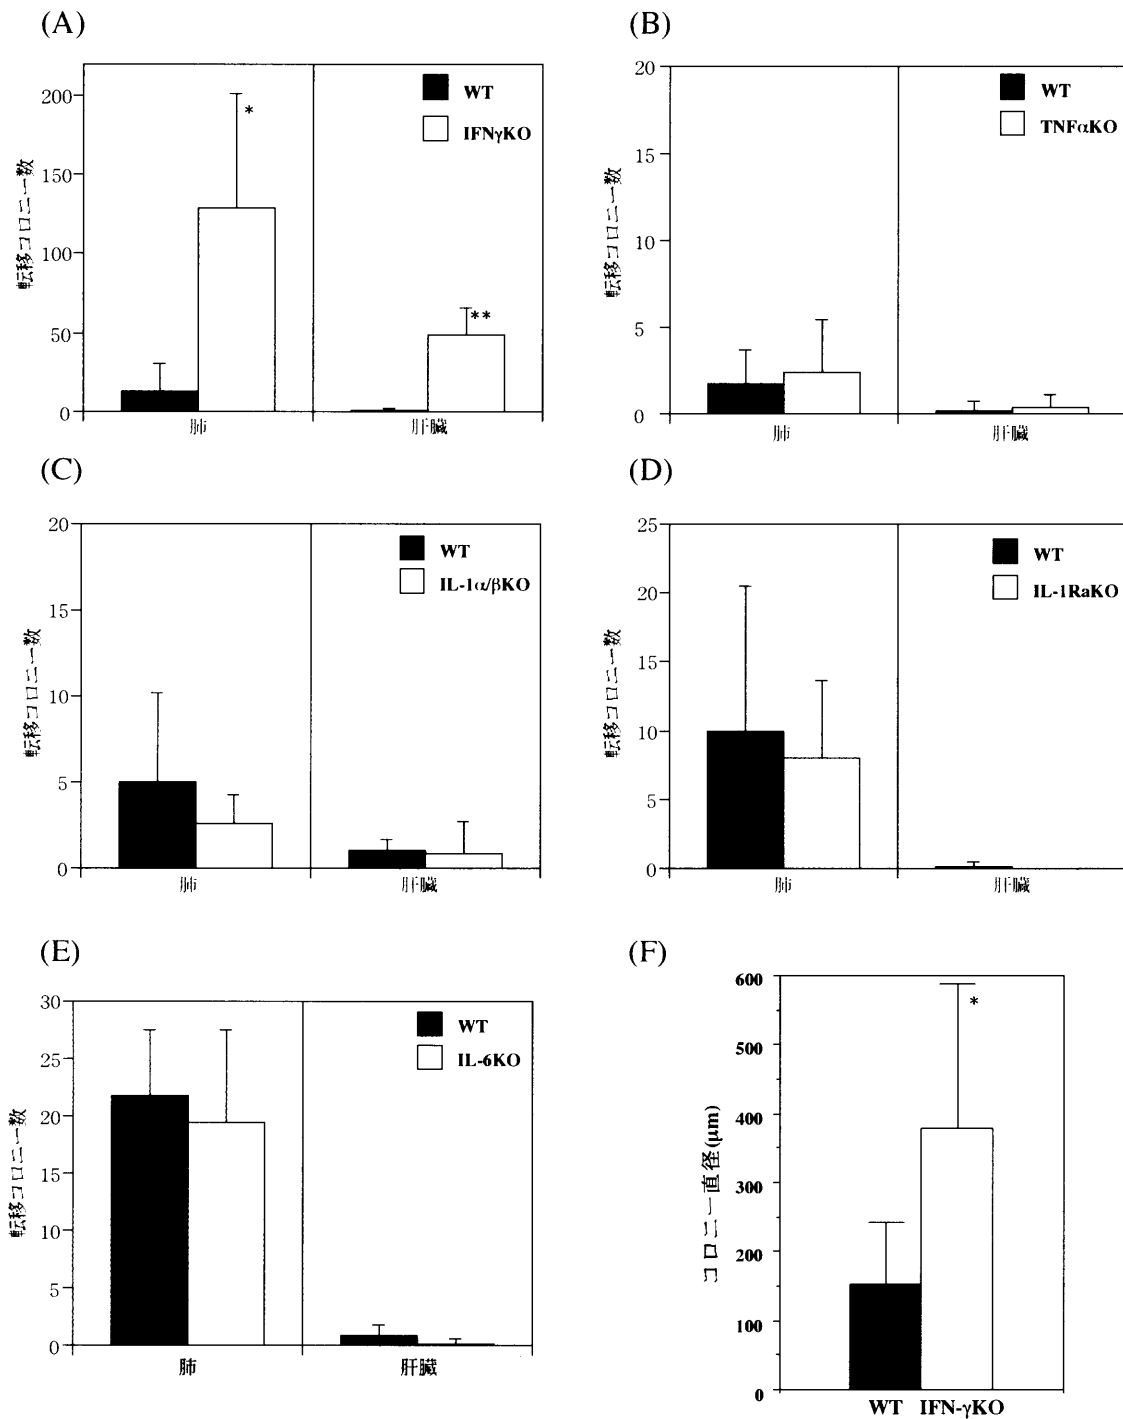 (A)
転移コロニー数
200
150
100
50
0
WT
IFNγKO
*
**
肺
肝臓
(B)
転移コロニー数
20
15
10
5
0
WT
TNFαKO
肺
肝臓
(C)
転移コロニー数
20
15
10
5
0
WT
IL-1α/βKO
肺
肝臓
(D)
転移コロニー数
25
20
15
10
5
0
WT
IL-1RaKO
肺
肝臓
(E)
転移コロニー数
30
25
20
15
10
5
0
WT
IL-6KO
肺
肝臓
(F)
コロニー直径(μm)
600
500
400
300
200
100
0
*
WT
IFN-γKO